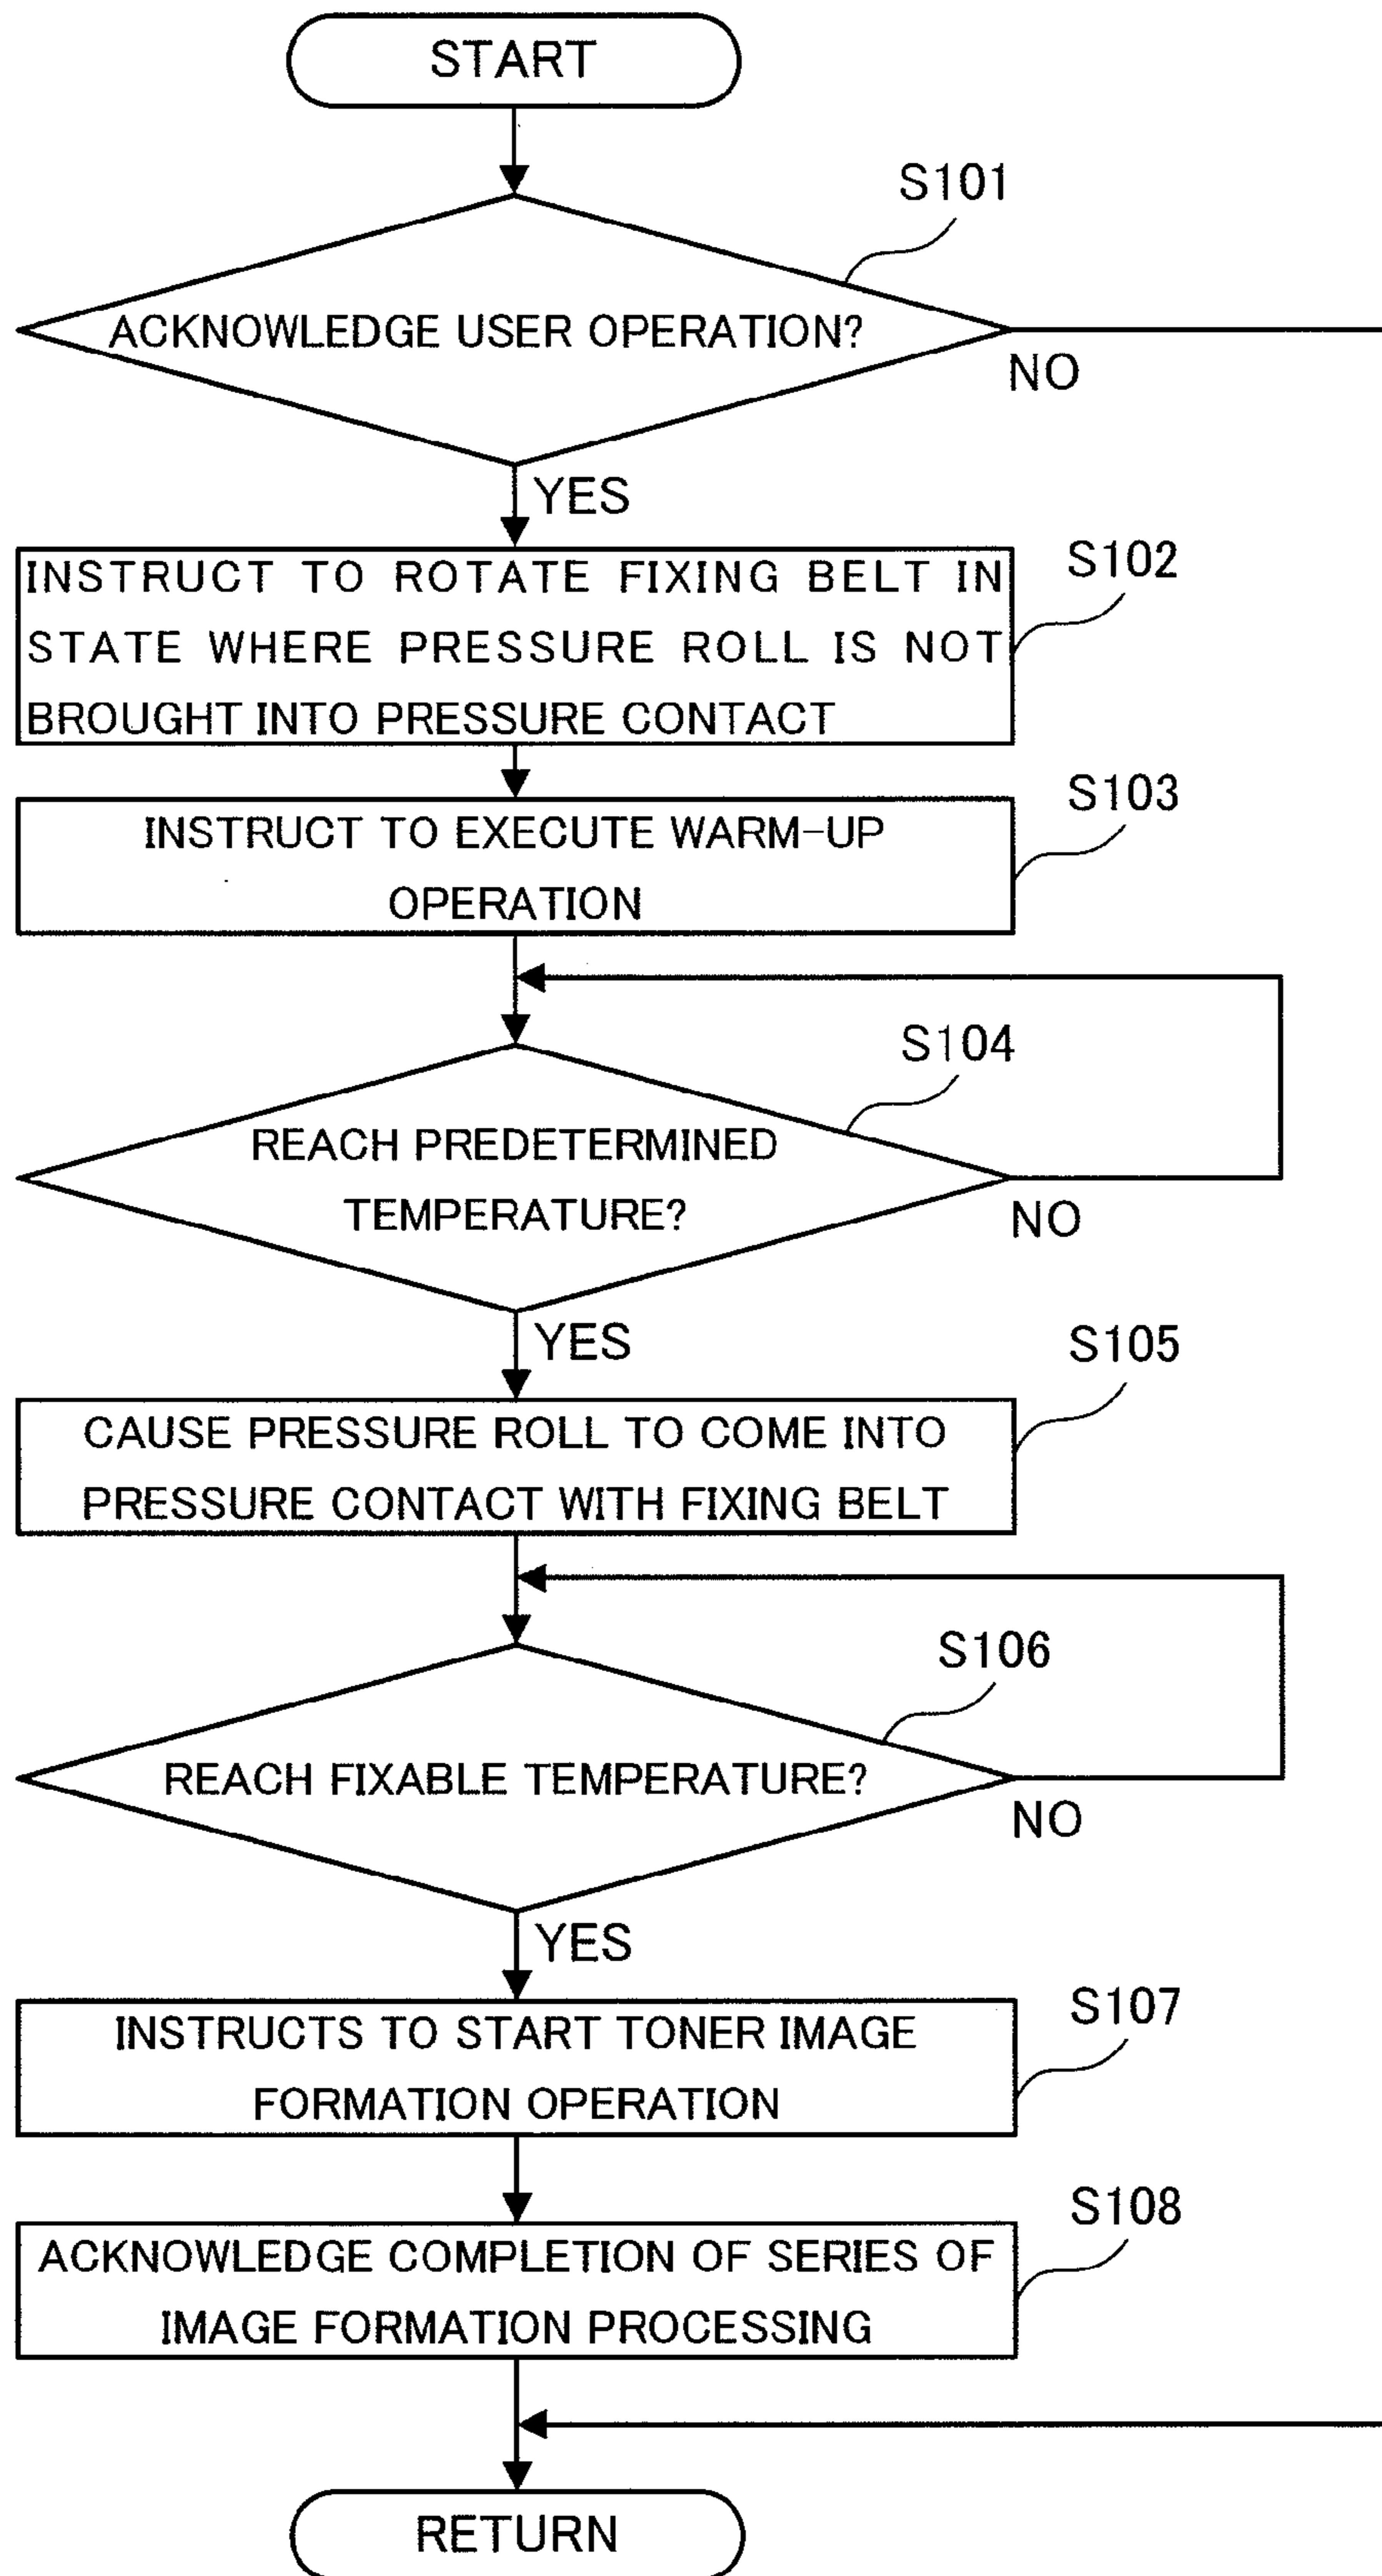 START
S101
ACKNOWLEDGE USER OPERATION?
NO
YES
S102
INSTRUCT TO ROTATE FIXING BELT IN
STATE WHERE PRESSURE ROLL IS NOT
BROUGHT INTO PRESSURE CONTACT
S103
INSTRUCT TO EXECUTE WARM-UP
OPERATION
S104
REACH PREDETERMINED
TEMPERATURE?
NO
YES
S105
CAUSE PRESSURE ROLL TO COME INTO
PRESSURE CONTACT WITH FIXING BELT
S106
REACH FIXABLE TEMPERATURE?
NO
YES
S107
INSTRUCTS TO START TONER IMAGE
FORMATION OPERATION
S108
ACKNOWLEDGE COMPLETION OF SERIES OF
IMAGE FORMATION PROCESSING
RETURN